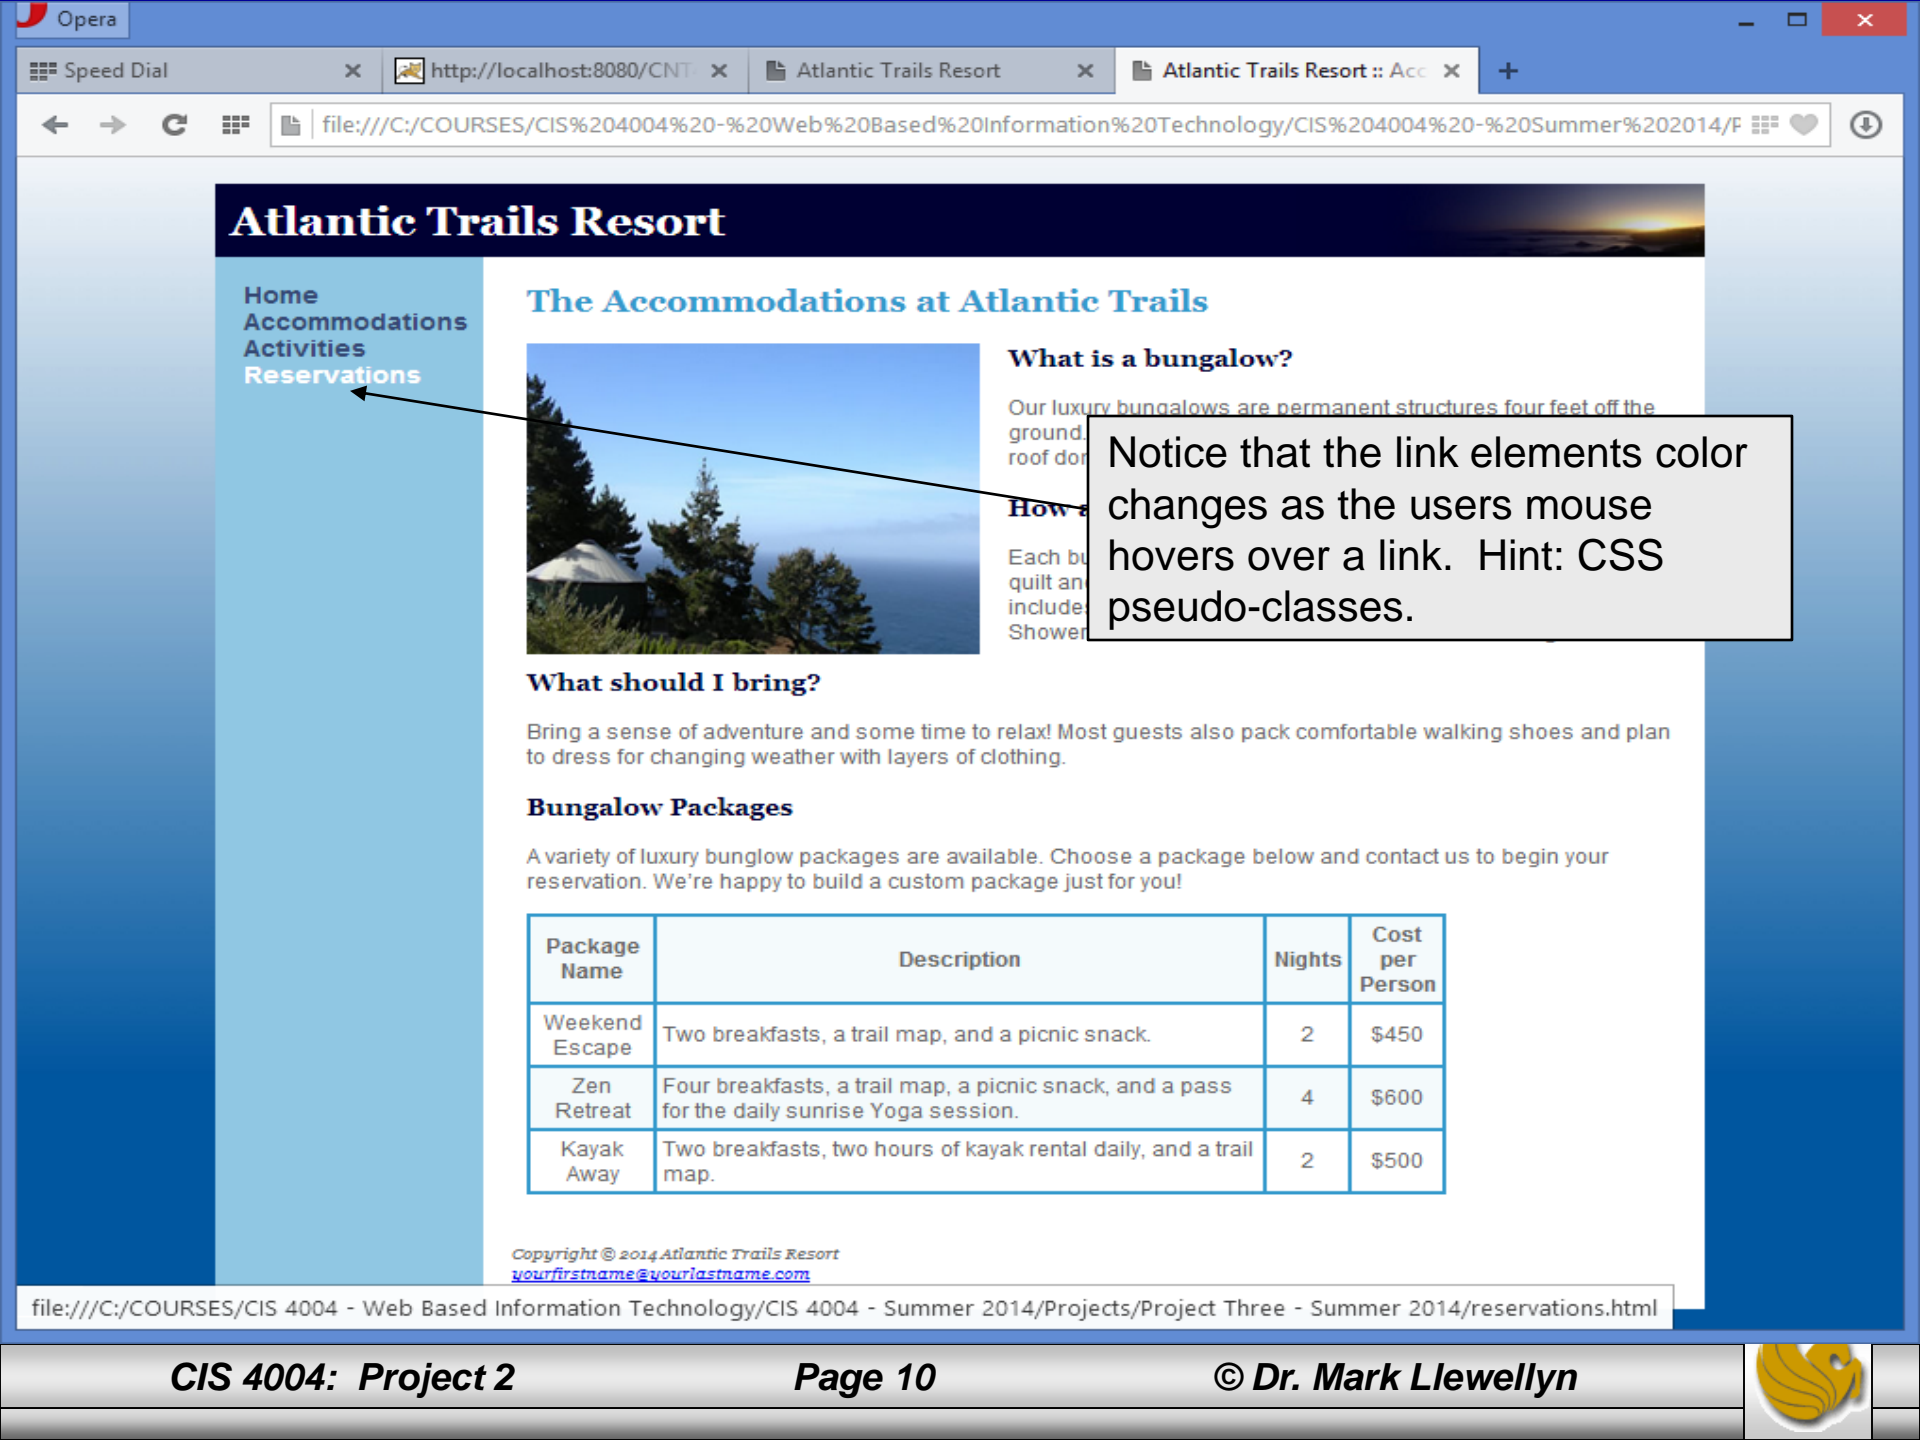 Opera
Speed Dial
http://localhost:8080/CNT
Atlantic Trails Resort
Atlantic Trails Resort :: Acc
file:///C:/COURSES/CIS%204004%20-%20Web%20Based%20Information%20Technology/CIS%204004%20-%20Summer%202014/P
Atlantic Trails Resort
Home
Accommodations
Activities
Reservations
The Accommodations at Atlantic Trails
What is a bungalow?
Our luxury bungalows are permanent structures four feet off the
ground.
roof
How
Each
quilt
Shower
Notice that the link elements color
changes as the users mouse
hovers over a link. Hint: CSS
pseudo-classes.
What should I bring?
Bring a sense of adventure and some time to relax! Most guests also pack comfortable walking shoes and plan
to dress for changing weather with layers of clothing.
Bungalow Packages
A variety of luxury bunglow packages are available. Choose a package below and contact us to begin your
reservation. We're happy to build a custom package just for you!
Package
Name
Description
Nights
Cost
per
Person
Weekend
Escape
Two breakfasts, a trail map, and a picnic snack.
2
$450
Zen
Retreat
Four breakfasts, a trail map, a picnic snack, and a pass
for the daily sunrise Yoga session.
4
$600
Kayak
Away
Two breakfasts, two hours of kayak rental daily, and a trail
map.
2
$500
Copyright © 2014 Atlantic Trails Resort
yourfirstname@yourlastname.com
file:///C:/COURSES/CIS 4004 - Web Based Information Technology/CIS 4004 - Summer 2014/Projects/Project Three - Summer 2014/reservations.html
CIS 4004: Project 2
Page 10
© Dr. Mark Llewellyn